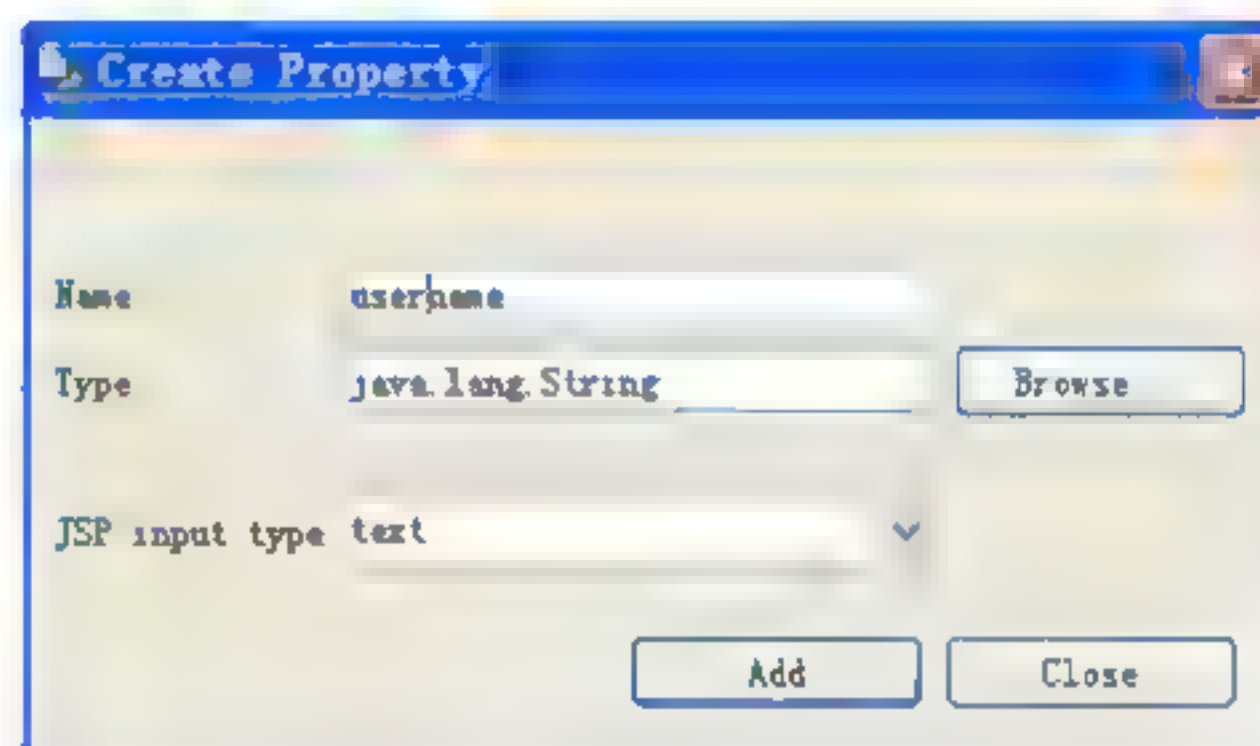 Create Property
Name username
Type java.lang.String Browse
JSP input type text
Add Close